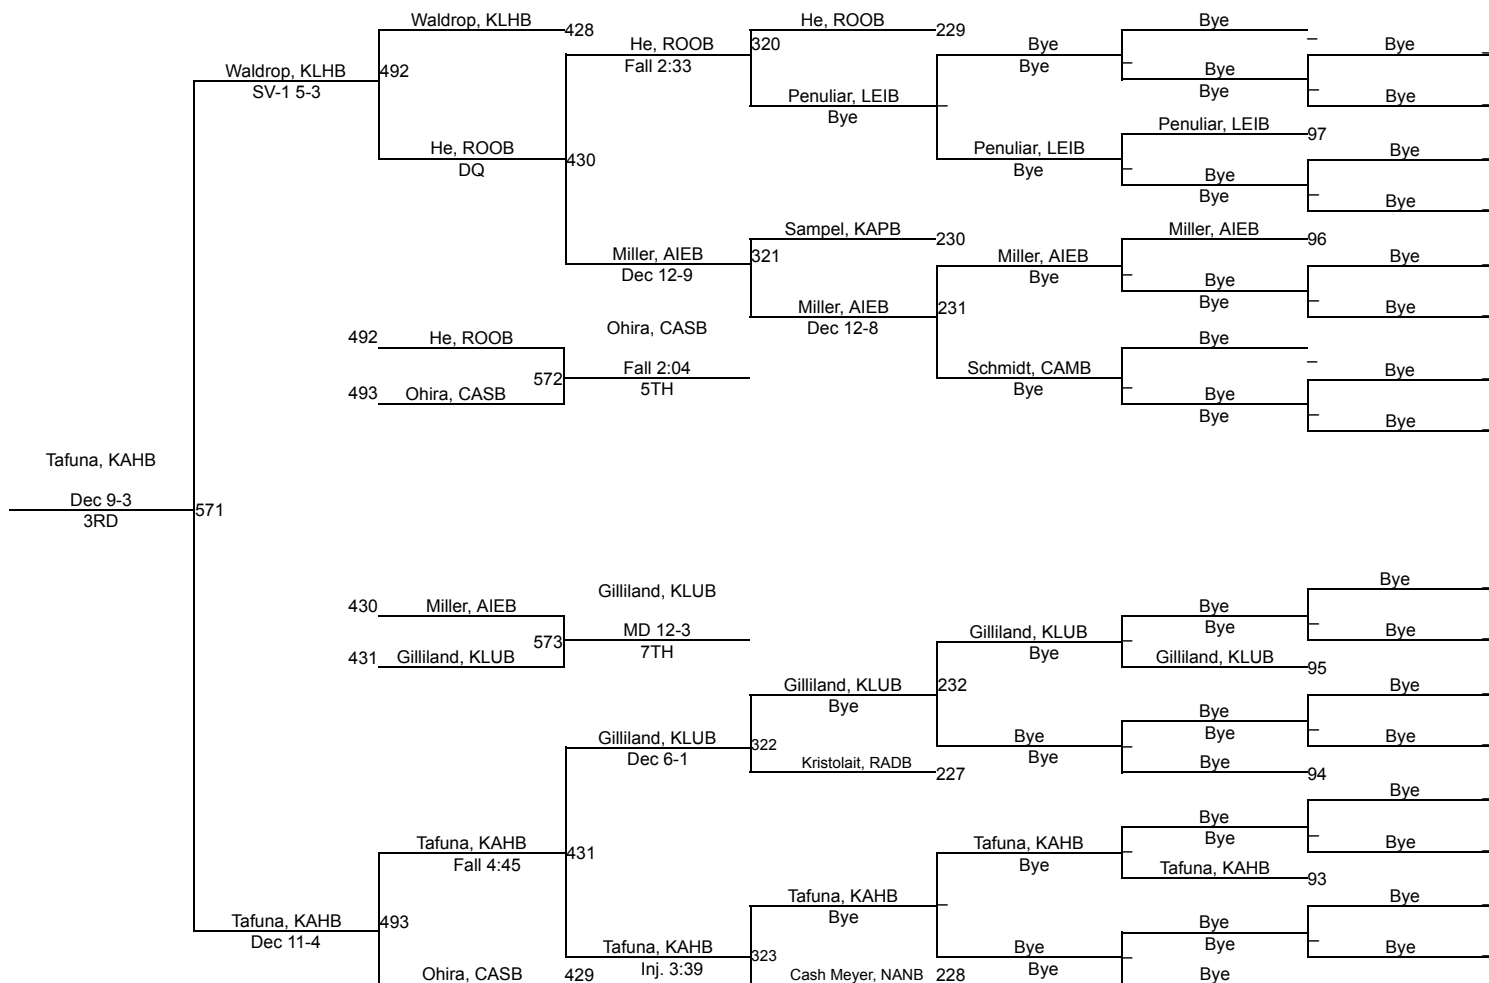 Waldrop, KLHB
428
He, ROOB
229
Bye
He, ROOB
320
Bye
Bye
Fall 2:33
Bye
Waldrop, KLHB
492
Bye
SV-1 5-3
Penuliar, LEIB
Bye
Bye
Bye
Penuliar, LEIB
97
He, ROOB
430
Penuliar, LEIB
Bye
DQ
Bye
Bye
Bye
Bye
Sampel, KAPB
230
Miller, AIEB
96
Miller, AIEB
321
Miller, AIEB
Bye
Dec 12-9
Bye
Bye
Miller, AIEB
231
Bye
Bye
Dec 12-8
Ohira, CASB
492
He, ROOB
Bye
572
Fall 2:04
Schmidt, CAMB
Bye
5TH
Bye
493
Ohira, CASB
Bye
Bye
Bye
Tafuna, KAHB
Dec 9-3
571
3RD
Bye
Gilliland, KLUB
430
Miller, AIEB
Bye
Bye
573
MD 12-3
Gilliland, KLUB
Bye
7TH
Bye
431
Gilliland, KLUB
Gilliland, KLUB
95
Gilliland, KLUB
232
Bye
Bye
Bye
Bye
Gilliland, KLUB
322
Bye
Bye
Dec 6-1
Bye
Kristolait, RADB
227
Bye
94
Bye
Bye
Tafuna, KAHB
431
Tafuna, KAHB
Bye
Bye
Fall 4:45
Bye
Tafuna, KAHB
93
Tafuna, KAHB
Bye
Bye
Tafuna, KAHB
493
Bye
Dec 11-4
Tafuna, KAHB
323
Bye
Bye
Bye
Inj. 3:39
Bye
Ohira, CASB
429
Cash Meyer, NANB
228
Bye